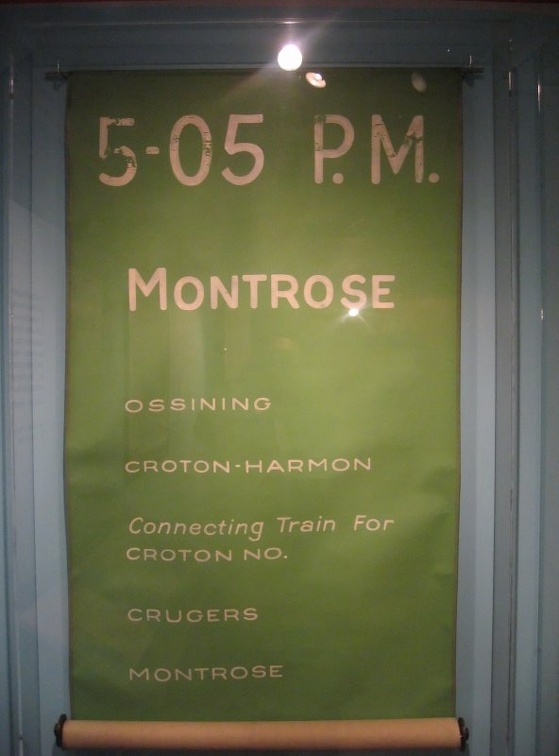 5-05 P.M.
MONTROSE
OSSINING
CROTON-HARMON
Connecting Train For
CROTON NO.
CRUGERS
MONTROSE